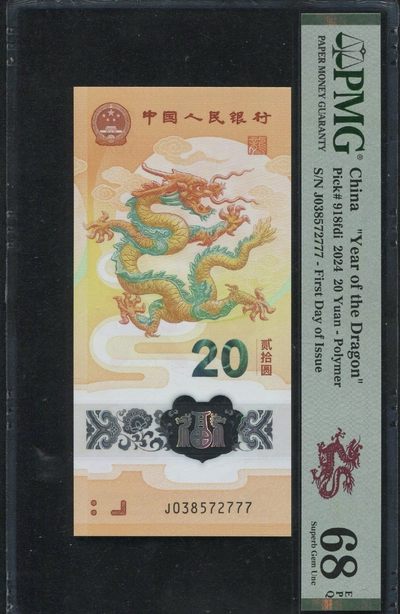 中国人民银行
20
贰拾圆
J038572777
PMG®
PAPER MONEY GUARANTY
China "Year of the Dragon"
Pick# 918fdi 2024 20 Yuan - Polymer
S/N J038572777 - First Day of Issue
68 EPQ
Superb Gem Unc